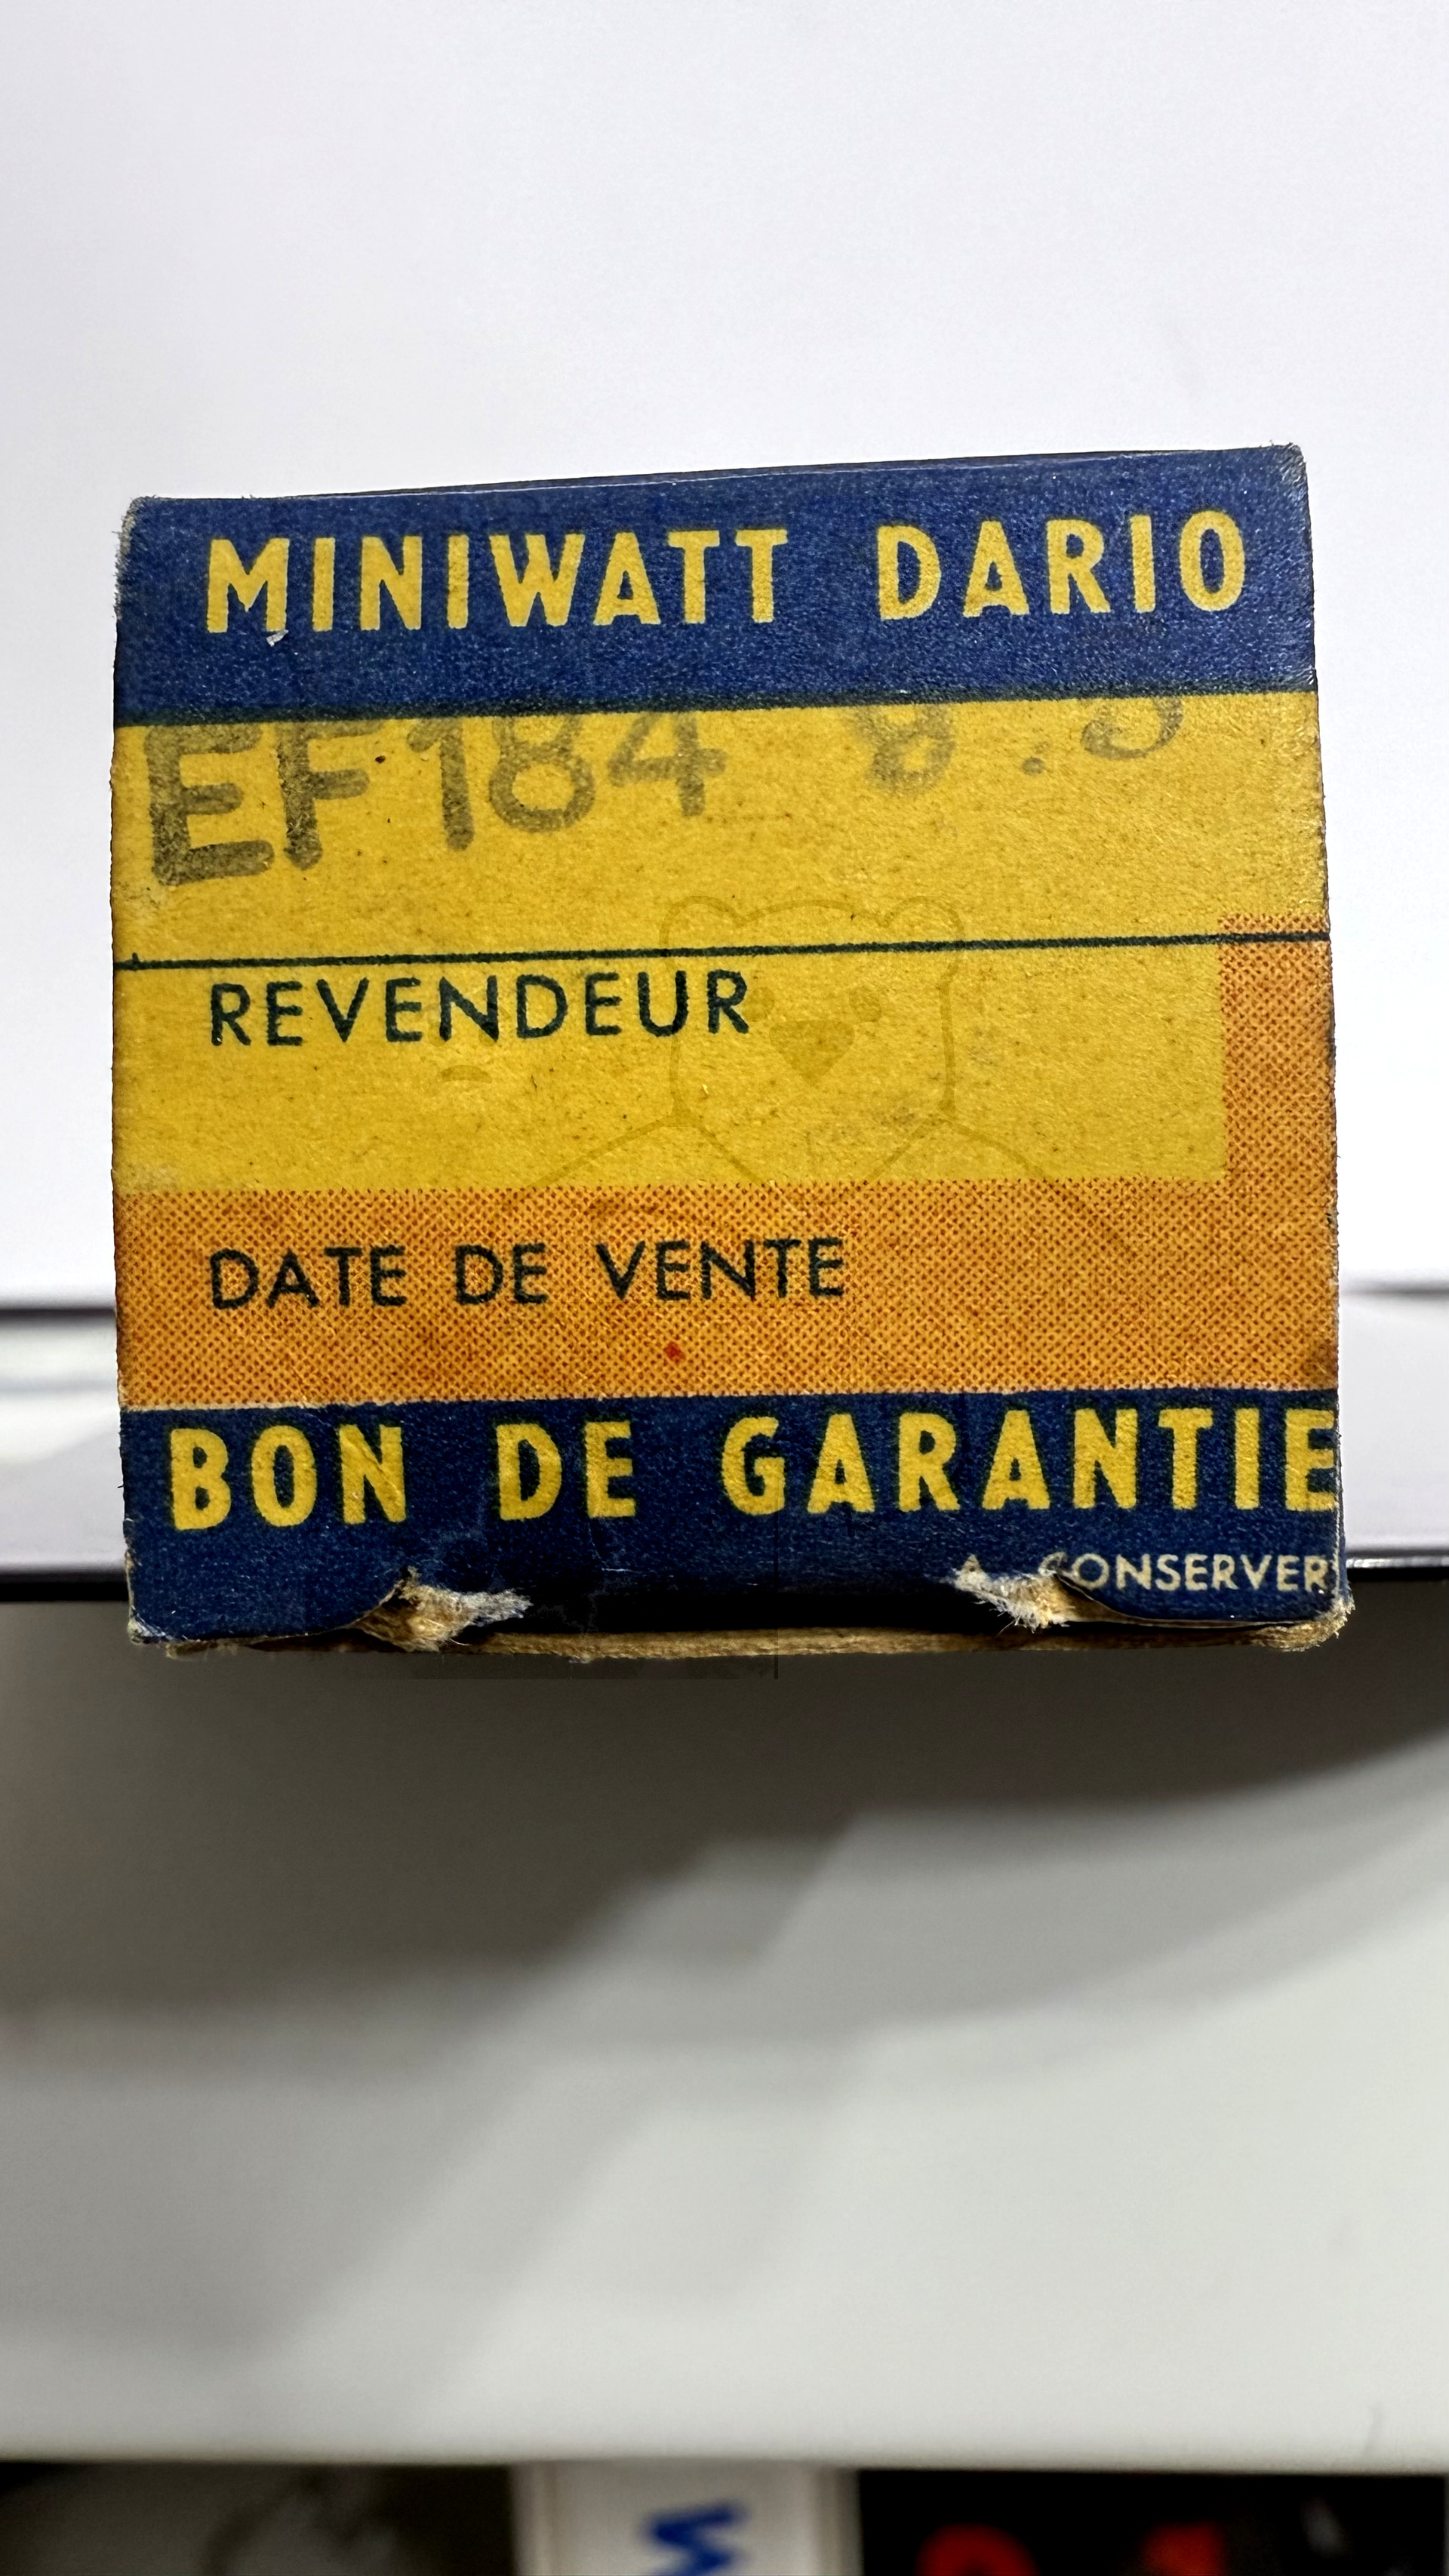 MINIWATT DARIO
EF184
REVENDEUR
DATE DE VENTE
BON DE GARANTIE
A CONSERVER